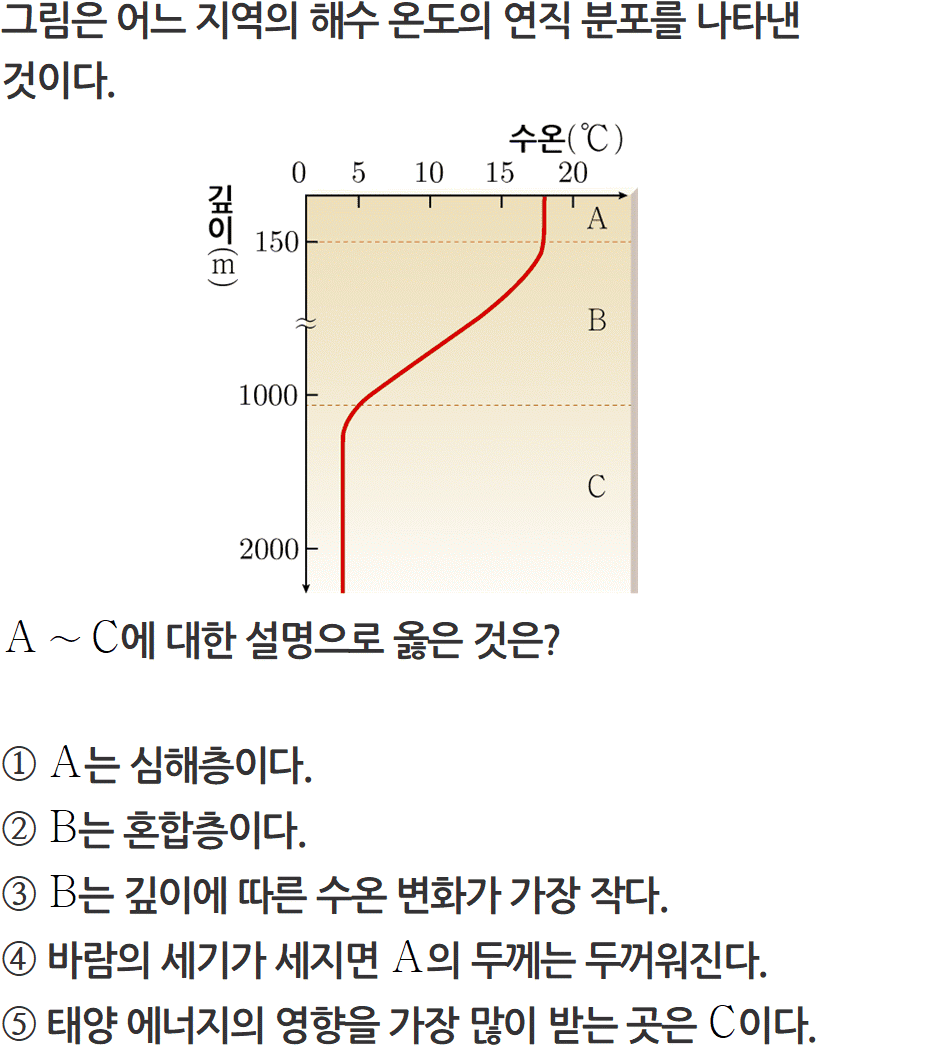 그림은 어느 지역의 해수 온도의 연직 분포를 나타낸
것이다.
수온(℃)
0 5 10 15 20
깊이(m)
A
150
B
1000
C
2000
A ~ C에 대한 설명으로 옳은 것은?
① A는 심해층이다.
② B는 혼합층이다.
③ B는 깊이에 따른 수온 변화가 가장 작다.
④ 바람의 세기가 세지면 A의 두께는 두꺼워진다.
⑤ 태양 에너지의 영향을 가장 많이 받는 곳은 C이다.